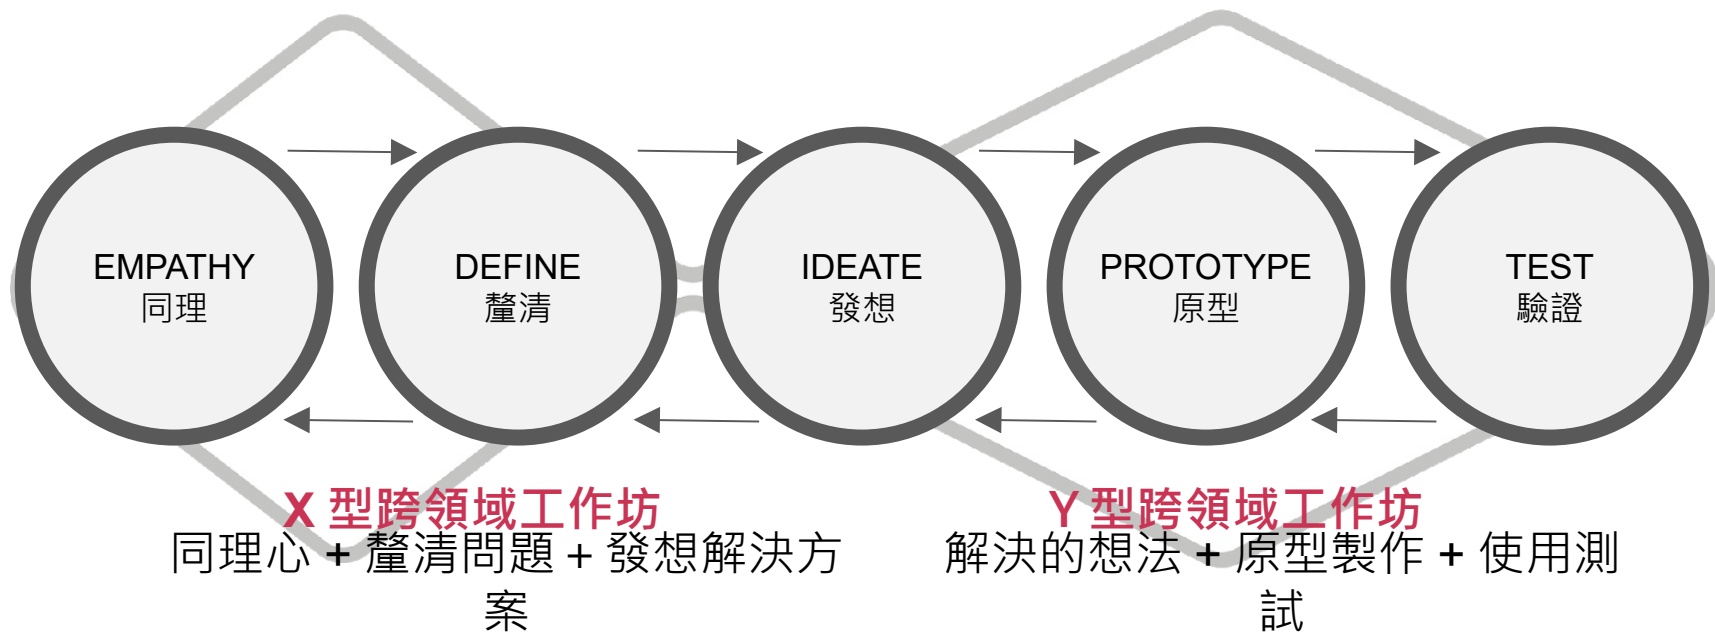 EMPATHY
同理
DEFINE
釐清
IDEATE
發想
PROTOTYPE
原型
TEST
驗證
X 型跨領域工作坊
同理心 + 釐清問題 + 發想解決方
案
Y 型跨領域工作坊
解決的想法 + 原型製作 + 使用測
試